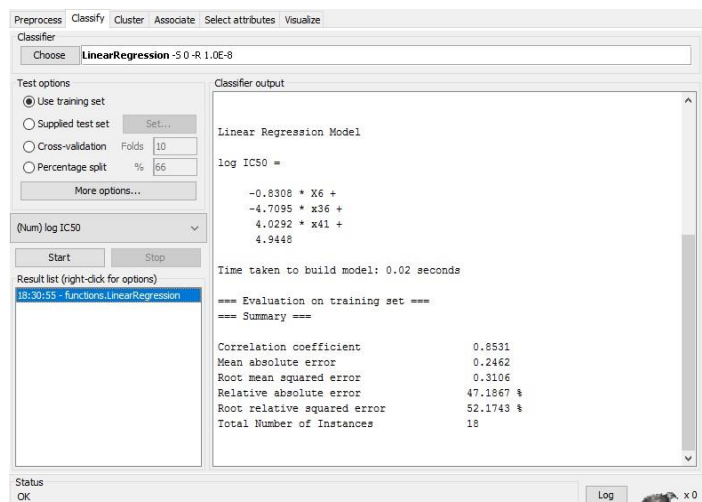 Preprocess Classify Cluster Associate Select attributes Visualize
Classifier
Choose LinearRegression -S 0 -R 1.0E-8
Test options
Use training set
Supplied test set Set...
Cross-validation Folds 10
Percentage split % 66
More options...
(Num) log IC50
Start Stop
Result list (right-click for options)
18:30:55 - functions.LinearRegression
Classifier output
Linear Regression Model
log IC50 =
-0.8308 * X6 +
-4.7095 * x36 +
4.0292 * x41 +
4.9448
Time taken to build model: 0.02 seconds
=== Evaluation on training set ===
=== Summary ===
Correlation coefficient 0.8531
Mean absolute error 0.2462
Root mean squared error 0.3106
Relative absolute error 47.1867 %
Root relative squared error 52.1743 %
Total Number of Instances 18
Status
OK
Log x 0